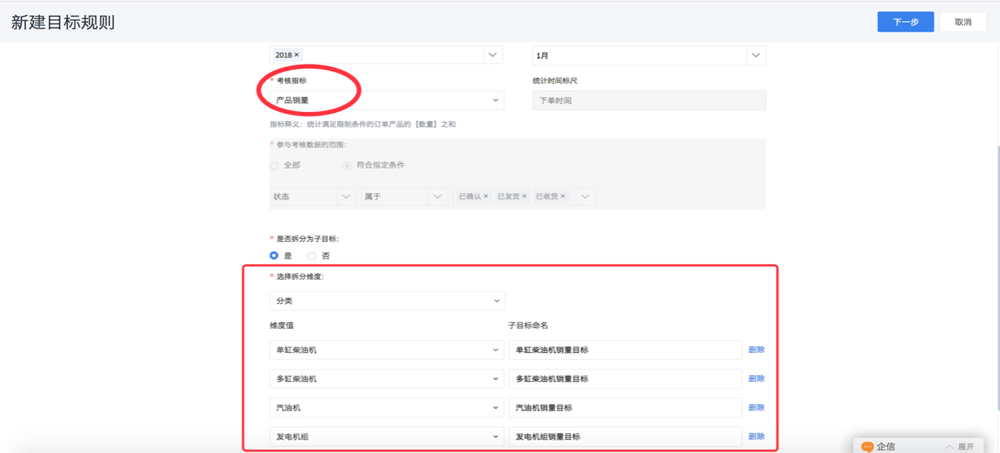 新建目标规则
下一步 取消
2018 × 1月
* 考核指标 统计时间标尺
产品销量 下单时间
指标释义：统计满足限制条件的订单产品的【数量】之和
* 参与考核数据的范围:
全部 符合指定条件
状态 属于 已确认 × 已发货 × 已收货 ×
* 是否拆分为子目标:
是 否
* 选择拆分维度:
分类
维度值 子目标命名
单缸柴油机 单缸柴油机销量目标 删除
多缸柴油机 多缸柴油机销量目标 删除
汽油机 汽油机销量目标 删除
发电机组 发电机组销量目标 删除
企信 展开